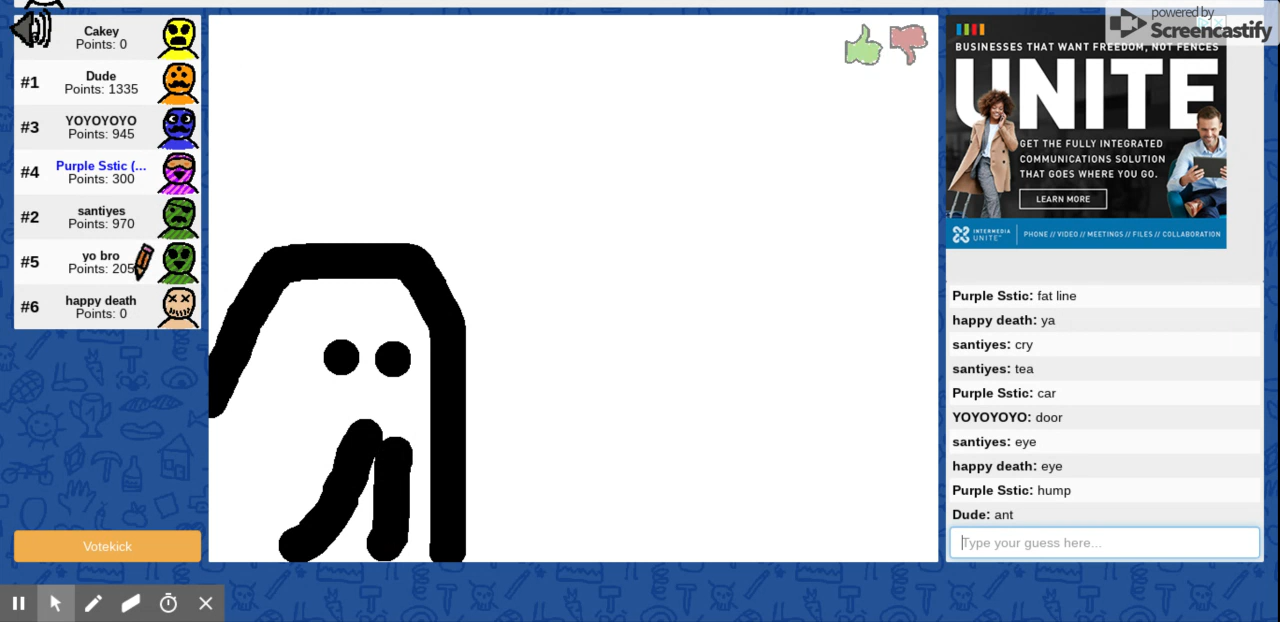 powered by
Screencastify
Cakey
Points: 0
#1
Dude
Points: 1335
#3
YOYOYOYO
Points: 945
#4
Purple Sstic (...
Points: 300
#2
santiyes
Points: 970
#5
yo bro
Points: 205
#6
happy death
Points: 0
Votekick
BUSINESSES THAT WANT FREEDOM, NOT FENCES
UNITE
GET THE FULLY INTEGRATED
COMMUNICATIONS SOLUTION
THAT GOES WHERE YOU GO.
LEARN MORE
INTERMEDIA
UNITE™
PHONE // VIDEO // MEETINGS // FILES // COLLABORATION
Purple Sstic: fat line
happy death: ya
santiyes: cry
santiyes: tea
Purple Sstic: car
YOYOYOYO: door
santiyes: eye
happy death: eye
Purple Sstic: hump
Dude: ant
Type your guess here...